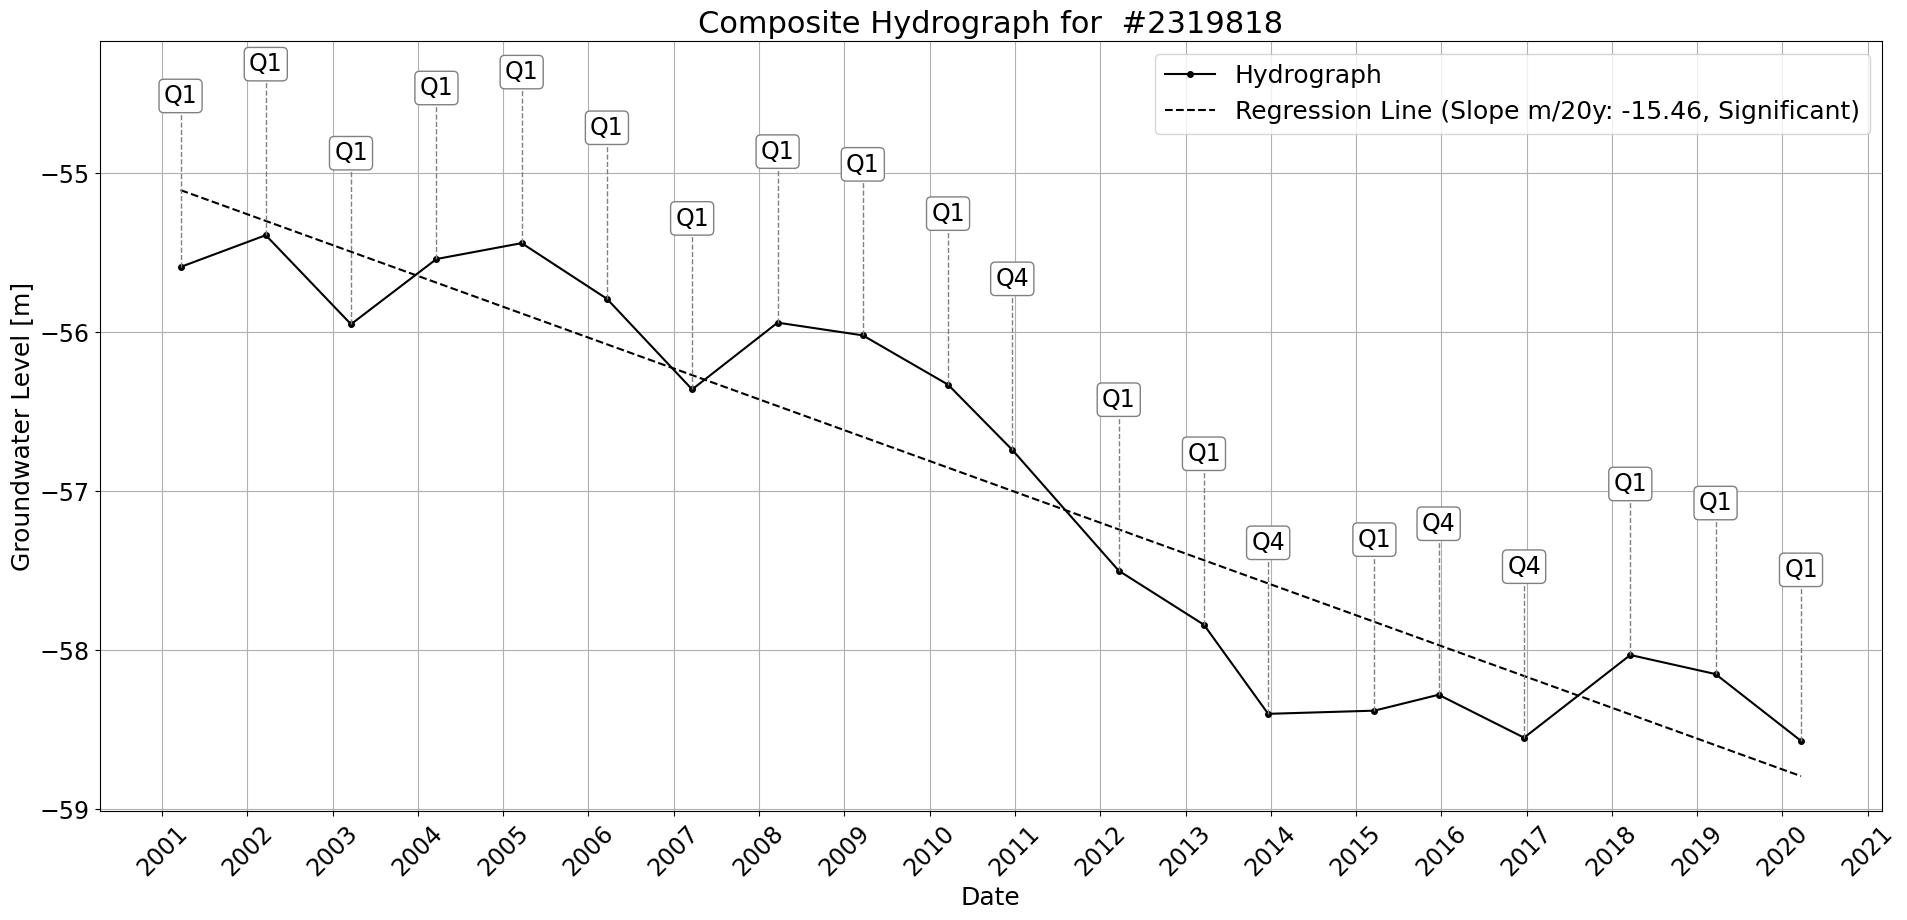 Composite Hydrograph for #2319818
Hydrograph
Regression Line (Slope m/20y: -15.46, Significant)
Q1
Q1
Q1
Q1
Q1
Q1
Q1
Q1
Q1
Q1
Q4
Q1
Q1
Q4
Q1
Q4
Q4
Q1
Q1
Q1
Groundwater Level [m]
−55
−56
−57
−58
−59
2001
2002
2003
2004
2005
2006
2007
2008
2009
2010
2011
2012
2013
2014
2015
2016
2017
2018
2019
2020
2021
Date